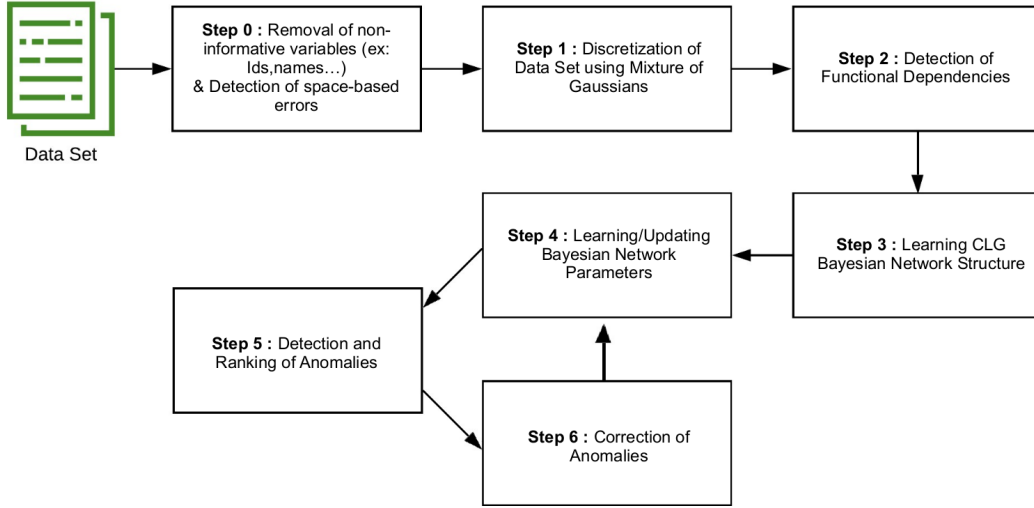 Data Set
Step 0 : Removal of non-
informative variables (ex:
Ids,names...)
& Detection of space-based
errors
Step 1 : Discretization of
Data Set using Mixture of
Gaussians
Step 2 : Detection of
Functional Dependencies
Step 3 : Learning CLG
Bayesian Network Structure
Step 4 : Learning/Updating
Bayesian Network
Parameters
Step 5 : Detection and
Ranking of Anomalies
Step 6 : Correction of
Anomalies